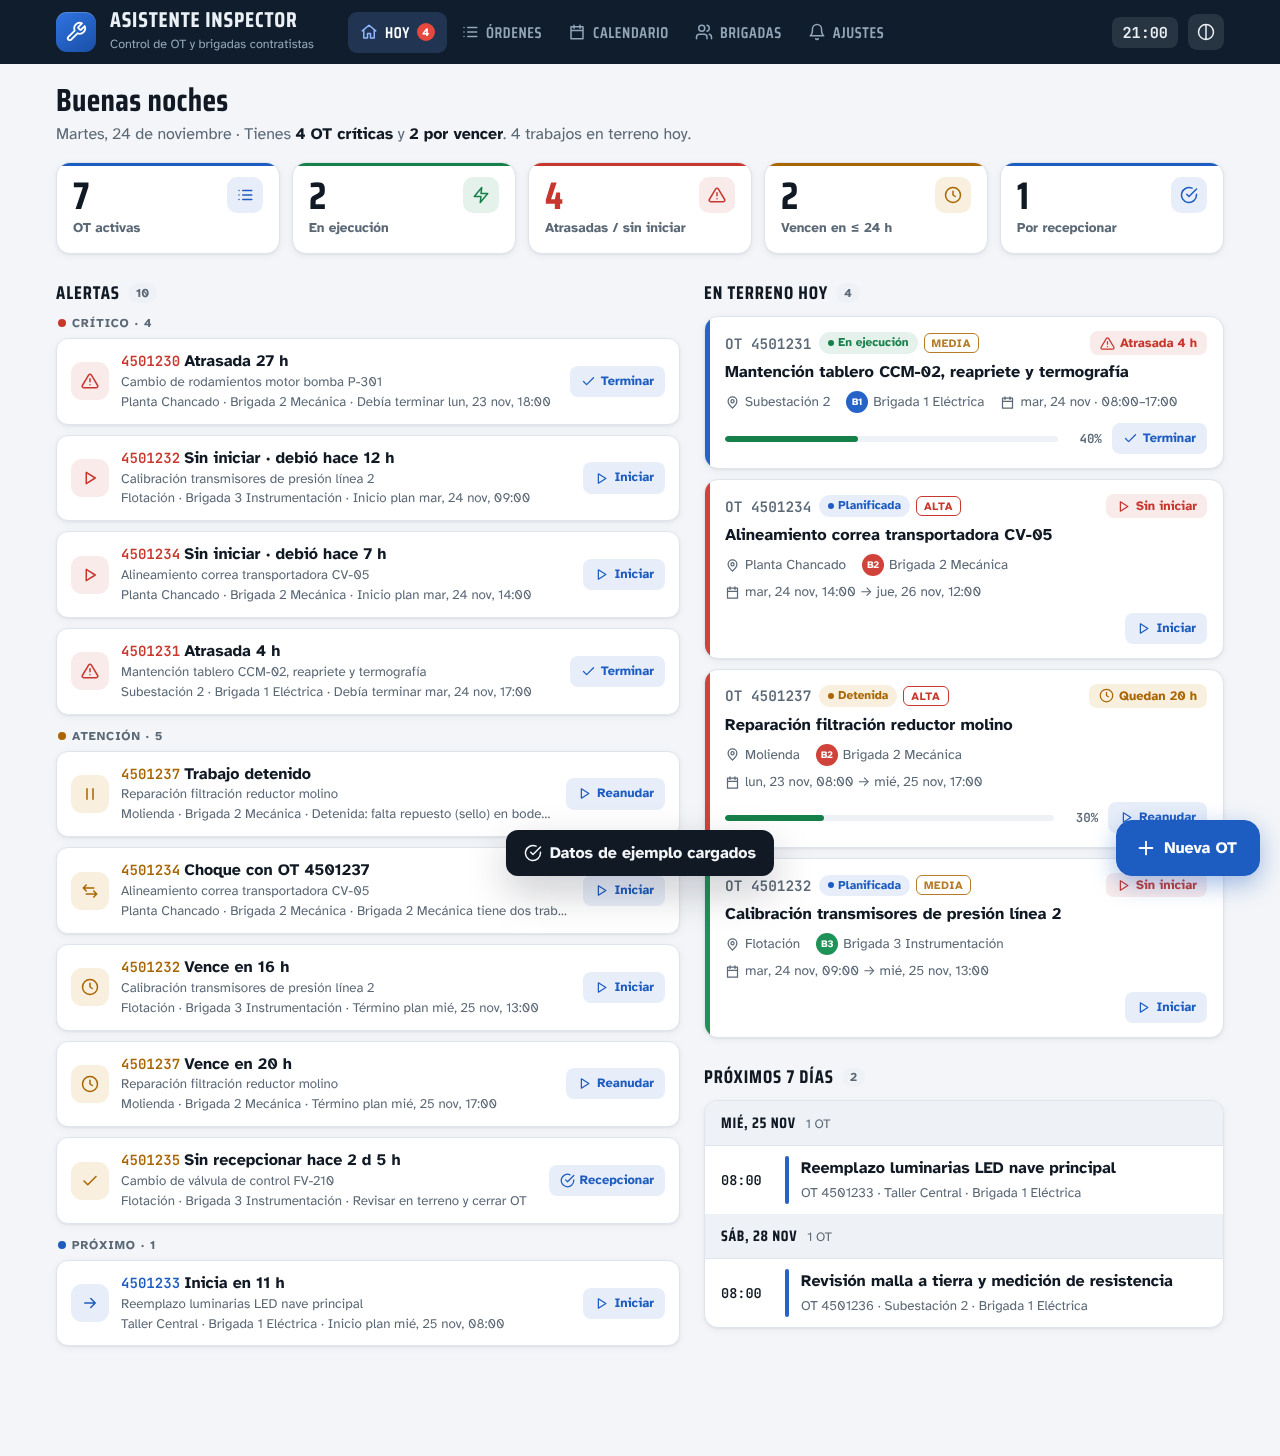 ASISTENTE INSPECTOR
Control de OT y brigadas contratistas
HOY 4
ÓRDENES
CALENDARIO
BRIGADAS
AJUSTES
21:00
Buenas noches
Martes, 24 de noviembre · Tienes 4 OT críticas y 2 por vencer. 4 trabajos en terreno hoy.
7
OT activas
2
En ejecución
4
Atrasadas / sin iniciar
2
Vencen en ≤ 24 h
1
Por recepcionar
ALERTAS 10
CRÍTICO · 4
4501230 Atrasada 27 h
Cambio de rodamientos motor bomba P-301
Planta Chancado · Brigada 2 Mecánica · Debía terminar lun, 23 nov, 18:00
Terminar
4501232 Sin iniciar · debió hace 12 h
Calibración transmisores de presión línea 2
Flotación · Brigada 3 Instrumentación · Inicio plan mar, 24 nov, 09:00
Iniciar
4501234 Sin iniciar · debió hace 7 h
Alineamiento correa transportadora CV-05
Planta Chancado · Brigada 2 Mecánica · Inicio plan mar, 24 nov, 14:00
Iniciar
4501231 Atrasada 4 h
Mantención tablero CCM-02, reapriete y termografía
Subestación 2 · Brigada 1 Eléctrica · Debía terminar mar, 24 nov, 17:00
Terminar
ATENCIÓN · 5
4501237 Trabajo detenido
Reparación filtración reductor molino
Molienda · Brigada 2 Mecánica · Detenida: falta repuesto (sello) en bode...
Reanudar
4501234 Choque con OT 4501237
Alineamiento correa transportadora CV-05
Planta Chancado · Brigada 2 Mecánica · Brigada 2 Mecánica tiene dos trab...
Iniciar
4501232 Vence en 16 h
Calibración transmisores de presión línea 2
Flotación · Brigada 3 Instrumentación · Término plan mié, 25 nov, 13:00
Iniciar
4501237 Vence en 20 h
Reparación filtración reductor molino
Molienda · Brigada 2 Mecánica · Término plan mié, 25 nov, 17:00
Reanudar
4501235 Sin recepcionar hace 2 d 5 h
Cambio de válvula de control FV-210
Flotación · Brigada 3 Instrumentación · Revisar en terreno y cerrar OT
Recepcionar
PRÓXIMO · 1
4501233 Inicia en 11 h
Reemplazo luminarias LED nave principal
Taller Central · Brigada 1 Eléctrica · Inicio plan mié, 25 nov, 08:00
Iniciar
EN TERRENO HOY 4
OT 4501231 En ejecución MEDIA Atrasada 4 h
Mantención tablero CCM-02, reapriete y termografía
Subestación 2 B1 Brigada 1 Eléctrica mar, 24 nov · 08:00–17:00
40% Terminar
OT 4501234 Planificada ALTA Sin iniciar
Alineamiento correa transportadora CV-05
Planta Chancado B2 Brigada 2 Mecánica
mar, 24 nov, 14:00 → jue, 26 nov, 12:00
Iniciar
OT 4501237 Detenida ALTA Quedan 20 h
Reparación filtración reductor molino
Molienda B2 Brigada 2 Mecánica
lun, 23 nov, 08:00 → mié, 25 nov, 17:00
30% Reanudar
OT 4501232 Planificada MEDIA Sin iniciar
Calibración transmisores de presión línea 2
Flotación B3 Brigada 3 Instrumentación
mar, 24 nov, 09:00 → mié, 25 nov, 13:00
Iniciar
Datos de ejemplo cargados
Nueva OT
PRÓXIMOS 7 DÍAS 2
MIÉ, 25 NOV 1 OT
08:00
Reemplazo luminarias LED nave principal
OT 4501233 · Taller Central · Brigada 1 Eléctrica
SÁB, 28 NOV 1 OT
08:00
Revisión malla a tierra y medición de resistencia
OT 4501236 · Subestación 2 · Brigada 1 Eléctrica